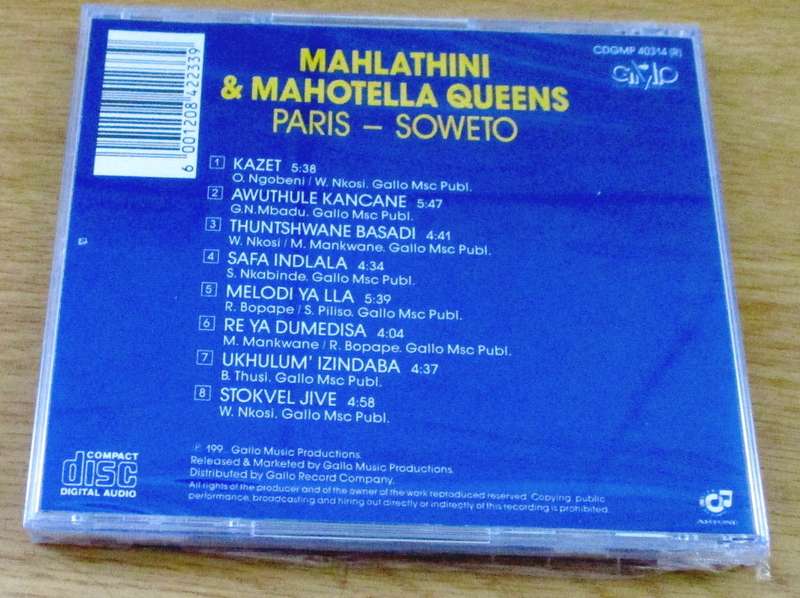 CDGMP 40314 (R)
GMP
MAHLATHINI
& MAHOTELLA QUEENS
PARIS – SOWETO
6 001208 422339
1 KAZET 5:38
O. Ngobeni / W. Nkosi. Gallo Msc Publ.
2 AWUTHULE KANCANE 5:47
G.N.Mbadu. Gallo Msc Publ.
3 THUNTSHWANE BASADI 4:41
W. Nkosi / M. Mankwane. Gallo Msc Publ.
4 SAFA INDLALA 4:34
S. Nkabinde. Gallo Msc Publ.
5 MELODI YA LLA 5:39
R. Bopape / S. Piliso. Gallo Msc Publ.
6 RE YA DUMEDISA 4:04
M. Mankwane / R. Bopape. Gallo Msc Publ.
7 UKHULUM' IZINDABA 4:37
B. Thusi. Gallo Msc Publ.
8 STOKVEL JIVE 4:58
W. Nkosi. Gallo Msc Publ.
COMPACT
disc
DIGITAL AUDIO
℗ 199 Gallo Music Productions.
Released & Marketed by Gallo Music Productions.
Distributed by Gallo Record Company.
All rights of the producer and of the owner of the work reproduced reserved. Copying, public
performance, broadcasting and hiring out directly or indirectly of this recording is prohibited.